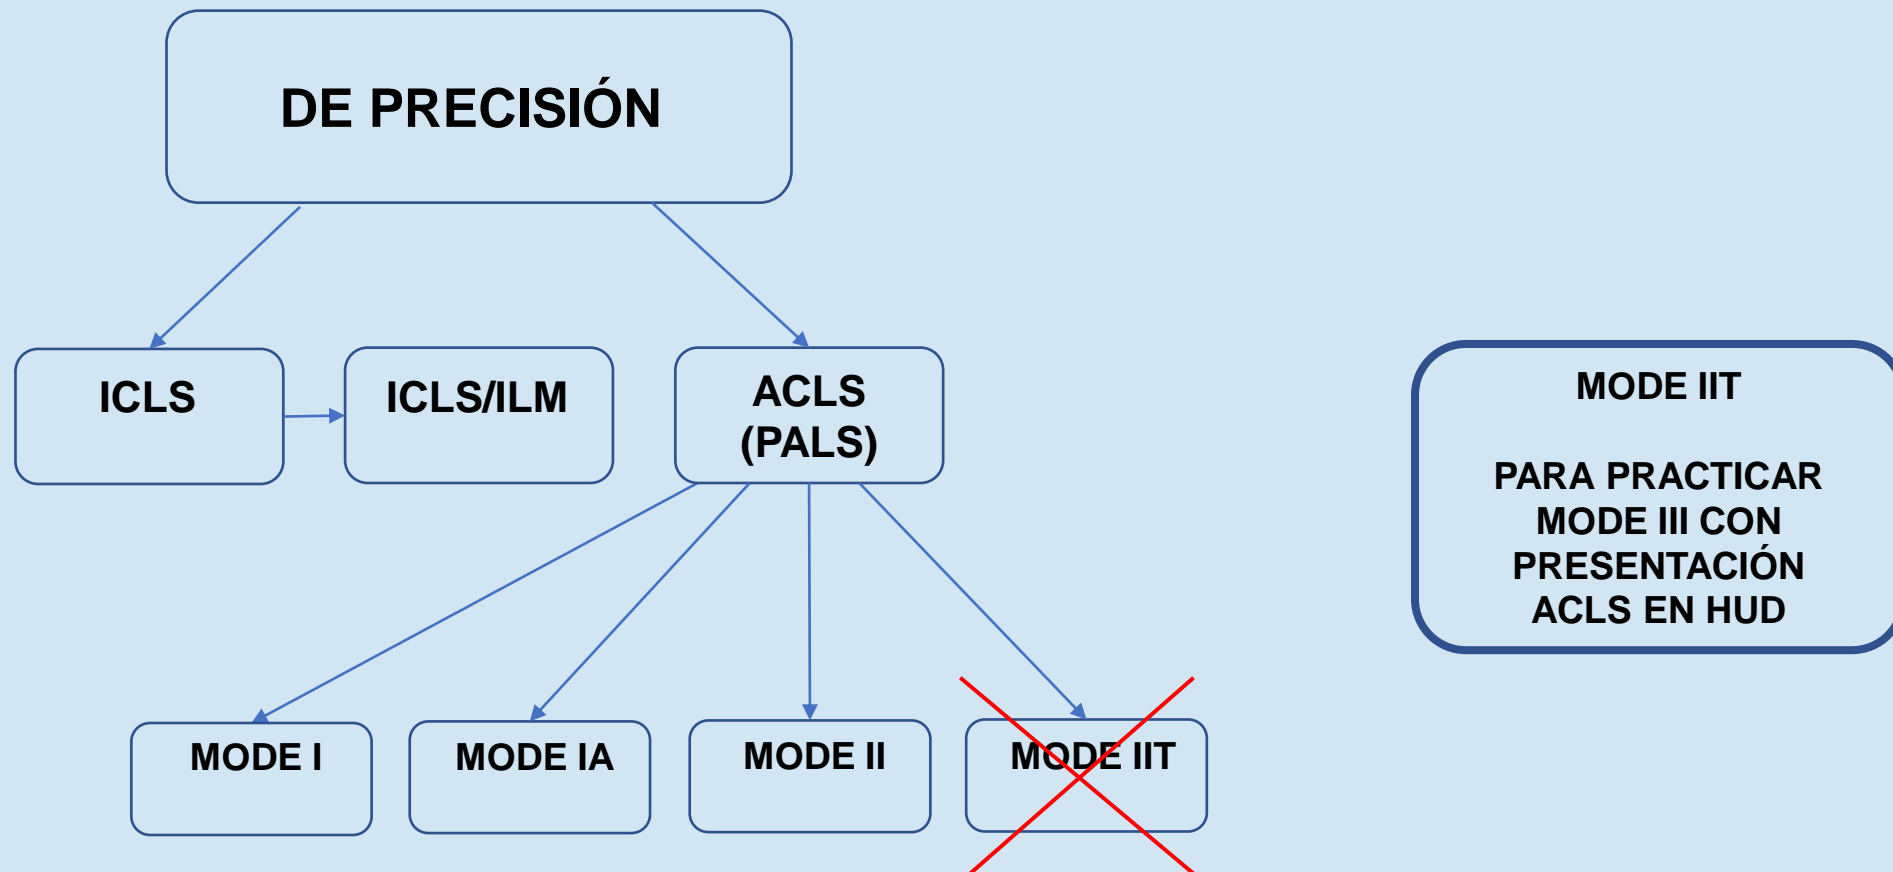 DE PRECISIÓN
ICLS
ICLS/ILM
ACLS
(PALS)
MODE IIT
PARA PRACTICAR
MODE III CON
PRESENTACIÓN
ACLS EN HUD
MODE I
MODE IA
MODE II
MODE IIT